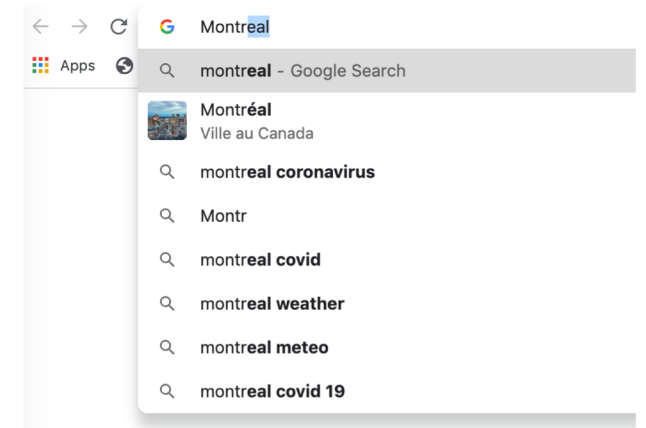 Montreal
Apps
montreal - Google Search
Montréal
Ville au Canada
montreal coronavirus
Montr
montreal covid
montreal weather
montreal meteo
montreal covid 19